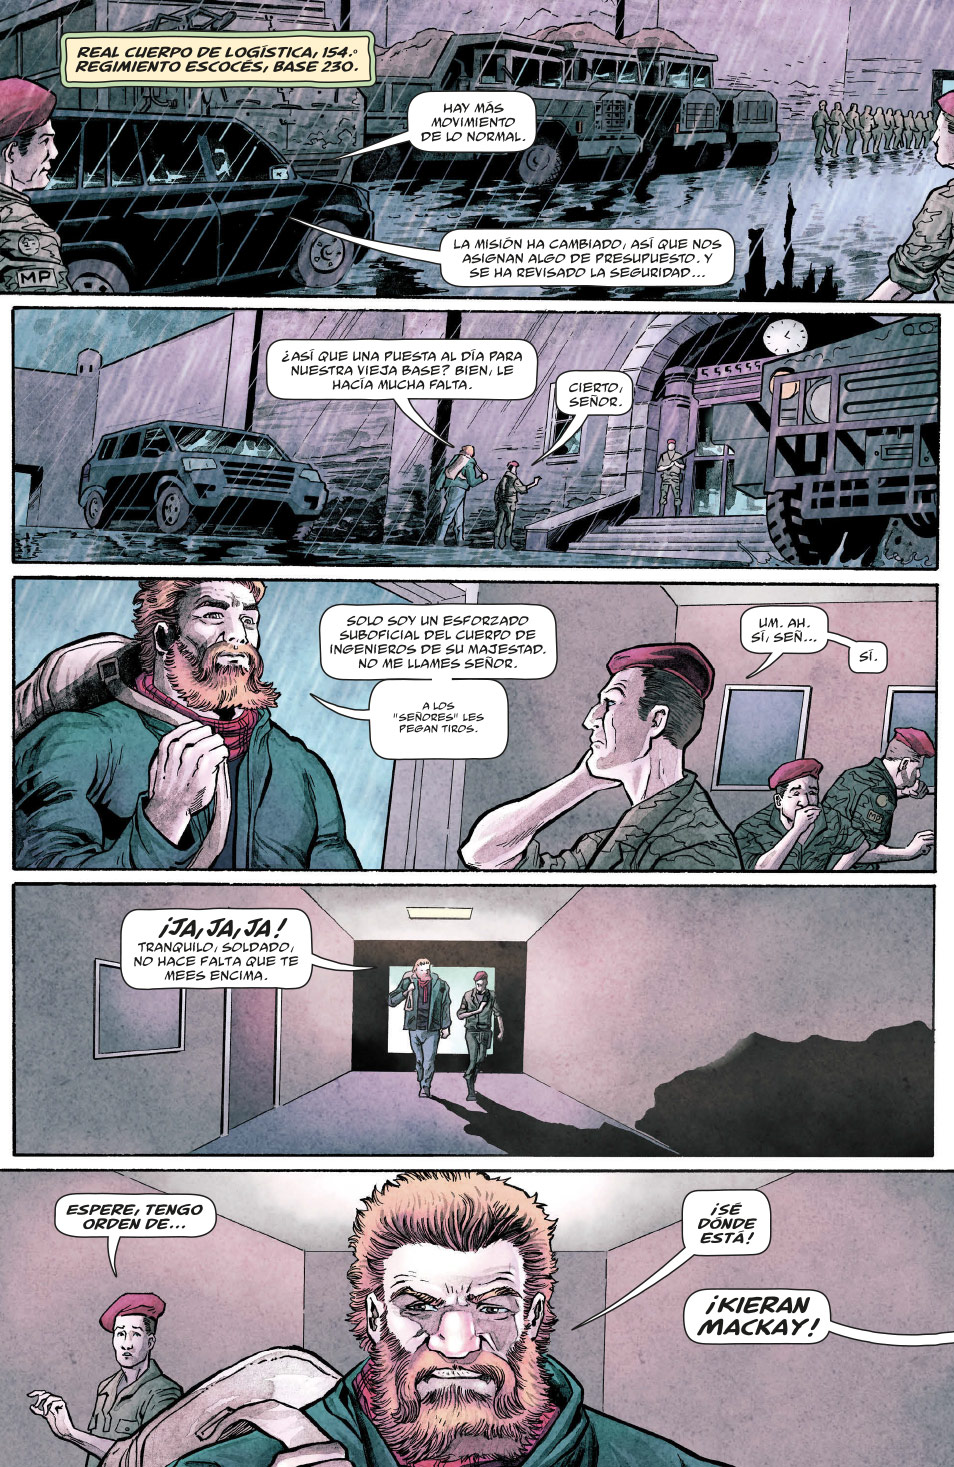 REAL CUERPO DE LOGÍSTICA, 154.º
REGIMIENTO ESCOCÉS, BASE 230.
HAY MÁS
MOVIMIENTO
DE LO NORMAL.
LA MISIÓN HA CAMBIADO, ASÍ QUE NOS
ASIGNAN ALGO DE PRESUPUESTO. Y
SE HA REVISADO LA SEGURIDAD...
MP
¿ASÍ QUE UNA PUESTA AL DÍA PARA
NUESTRA VIEJA BASE? BIEN, LE
HACÍA MUCHA FALTA.
CIERTO,
SEÑOR.
SOLO SOY UN ESFORZADO
SUBOFICIAL DEL CUERPO DE
INGENIEROS DE SU MAJESTAD.
NO ME LLAMES SEÑOR.
A LOS
"SEÑORES" LES
PEGAN TIROS.
UM. AH.
SÍ, SEÑ...
SÍ.
MP
¡JA, JA, JA!
TRANQUILO, SOLDADO,
NO HACE FALTA QUE TE
MEES ENCIMA.
ESPERE, TENGO
ORDEN DE...
¡SÉ
DÓNDE
ESTÁ!
¡KIERAN
MACKAY!